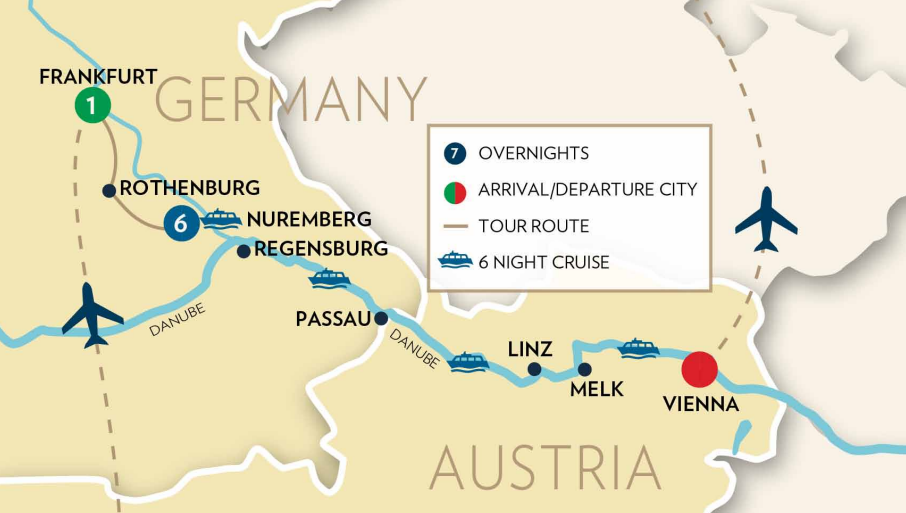 FRANKFURT
1
GERMANY
ROTHENBURG
6
NUREMBERG
REGENSBURG
DANUBE
PASSAU
DANUBE
LINZ
MELK
VIENNA
AUSTRIA
7 OVERNIGHTS
ARRIVAL/DEPARTURE CITY
TOUR ROUTE
6 NIGHT CRUISE